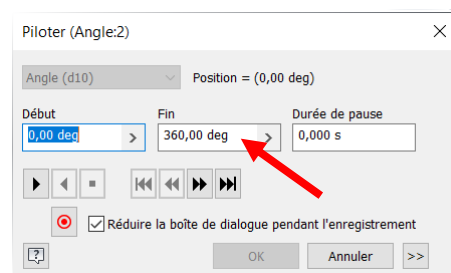 Piloter (Angle:2)
Angle (d10) Position = (0,00 deg)
Début Fin Durée de pause
0,00 deg 360,00 deg 0,000 s
Réduire la boîte de dialogue pendant l'enregistrement
? OK Annuler >>